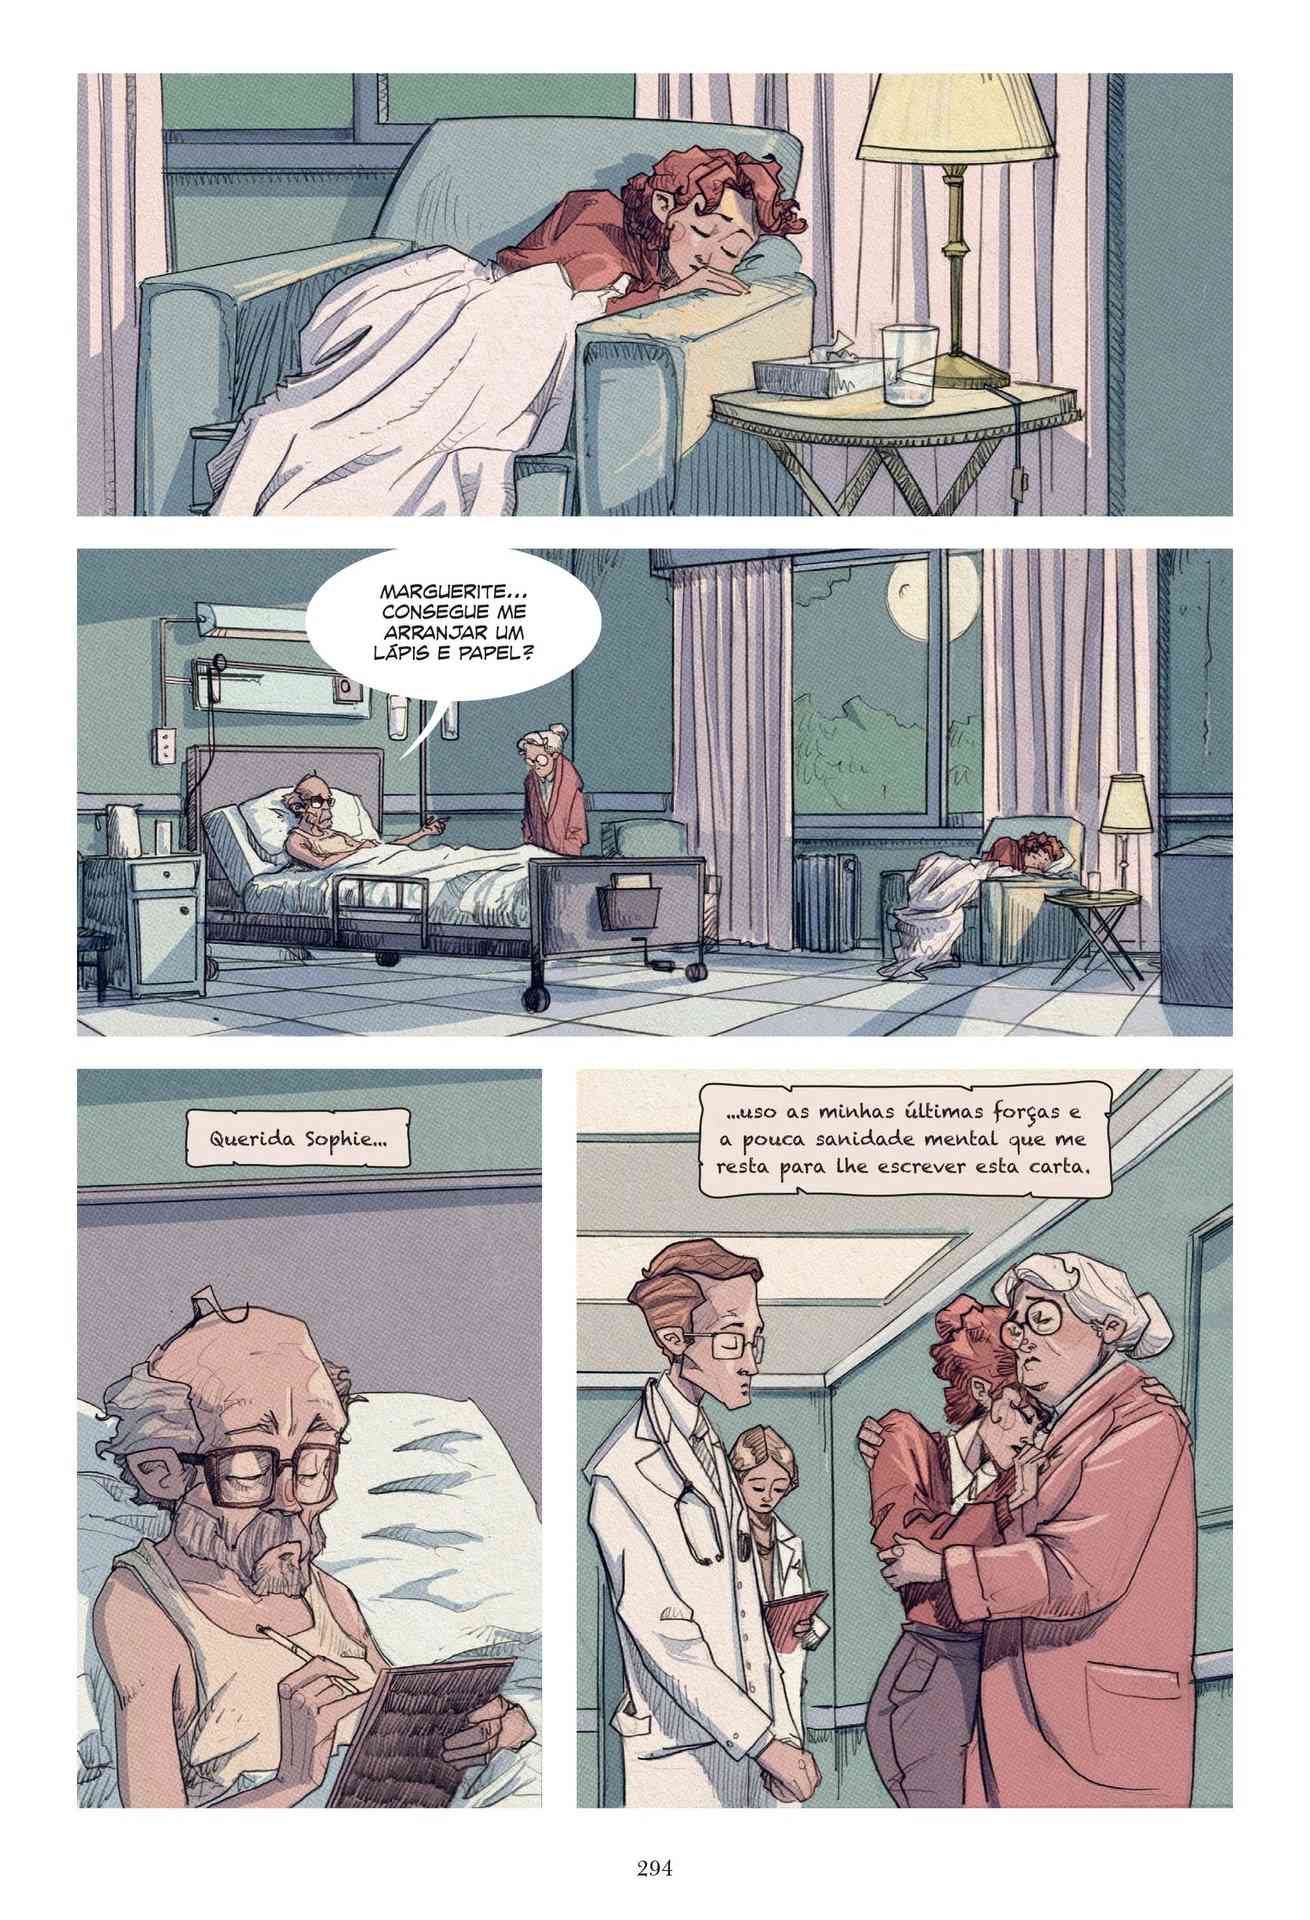 MARGUERITE...
CONSEGUE ME
ARRANJAR UM
LÁPIS E PAPEL?
Querida Sophie...
...uso as minhas últimas forças e
a pouca sanidade mental que me
resta para lhe escrever esta carta.
294